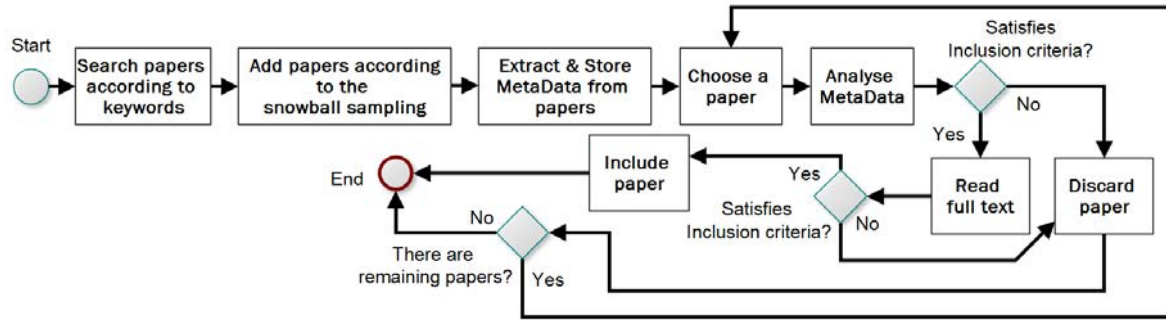 Start
Search papers
according to
keywords
Add papers according
to the
snowball sampling
Extract & Store
MetaData from
papers
Choose a
paper
Analyse
MetaData
Satisfies
Inclusion criteria?
No
Yes
Read
full text
Discard
paper
Satisfies
Inclusion criteria?
Yes
No
Include
paper
End
There are
remaining papers?
No
Yes